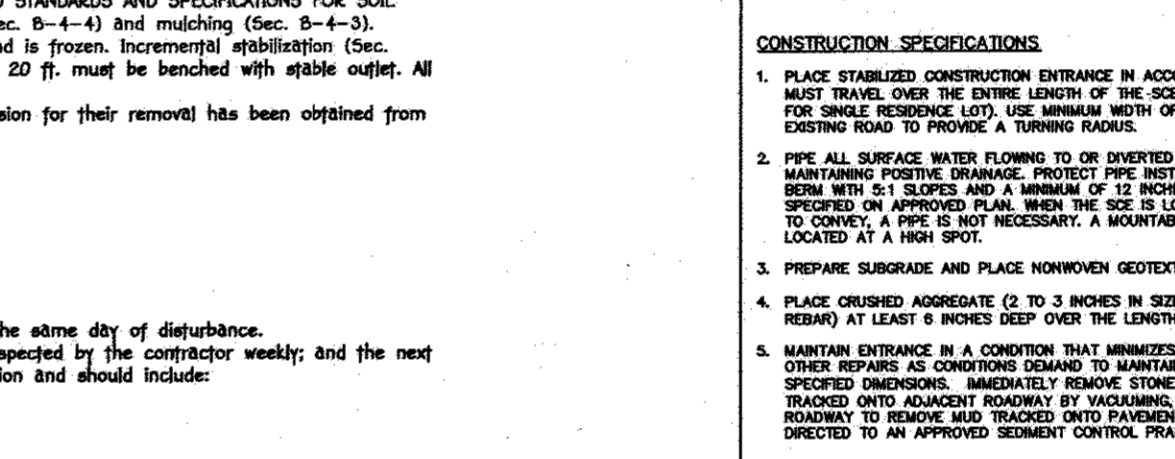 STANDARDS AND SPECIFICATIONS FOR SOIL
ec. B-4-4) and mulching (Sec. B-4-3).
nd is frozen. Incremental stabilization (Sec.
20 ft. must be benched with stable outlet. All
sion for their removal has been obtained from
he same day of disturbance.
spected by the contractor weekly; and the next
ion and should include:
CONSTRUCTION SPECIFICATIONS
1. PLACE STABILIZED CONSTRUCTION ENTRANCE IN ACCO
MUST TRAVEL OVER THE ENTIRE LENGTH OF THE SCE
FOR SINGLE RESIDENCE LOT). USE MINIMUM WIDTH OF
EXISTING ROAD TO PROVIDE A TURNING RADIUS.
2. PIPE ALL SURFACE WATER FLOWING TO OR DIVERTED
MAINTAINING POSITIVE DRAINAGE. PROTECT PIPE INST
BERM WITH 5:1 SLOPES AND A MINIMUM OF 12 INCH
SPECIFIED ON APPROVED PLAN. WHEN THE SCE IS LO
TO CONVEY, A PIPE IS NOT NECESSARY. A MOUNTAB
LOCATED AT A HIGH SPOT.
3. PREPARE SUBGRADE AND PLACE NONWOVEN GEOTEXT
4. PLACE CRUSHED AGGREGATE (2 TO 3 INCHES IN SIZE
REBAR) AT LEAST 6 INCHES DEEP OVER THE LENGTH
5. MAINTAIN ENTRANCE IN A CONDITION THAT MINIMIZES
OTHER REPAIRS AS CONDITIONS DEMAND TO MAINTAIN
SPECIFIED DIMENSIONS. IMMEDIATELY REMOVE STONE
TRACKED ONTO ADJACENT ROADWAY BY VACUUMING,
ROADWAY TO REMOVE MUD TRACKED ONTO PAVEMEN
DIRECTED TO AN APPROVED SEDIMENT CONTROL PRA